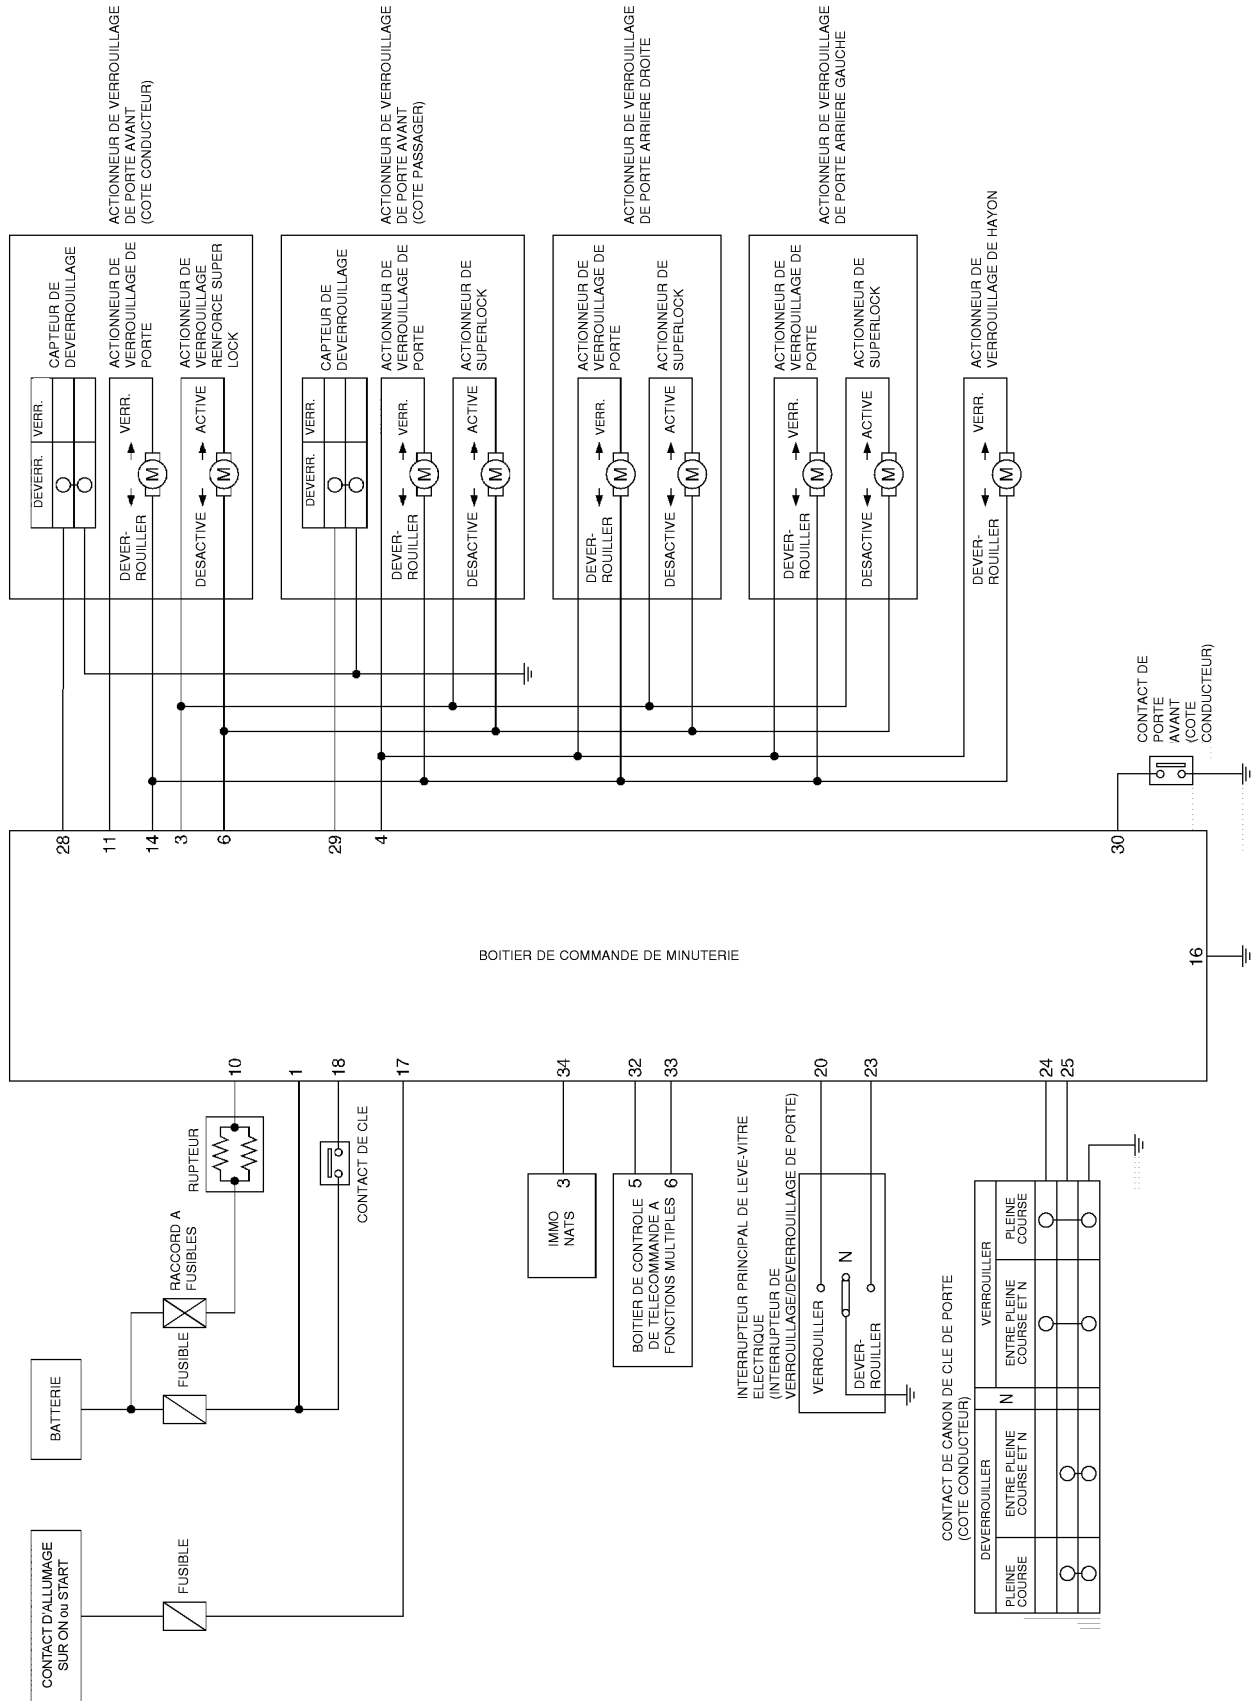 CONTACT D'ALLUMAGE
SUR ON ou START
FUSIBLE
BATTERIE
FUSIBLE
RACCORD A
FUSIBLES
RUPTEUR
CONTACT DE CLE
10
1
18
17
IMMO
NATS
3
34
BOITIER DE CONTROLE
DE TELECOMMANDE A
FONCTIONS MULTIPLES
5
6
32
33
INTERRUPTEUR PRINCIPAL DE LEVE-VITRE
ELECTRIQUE
(INTERRUPTEUR DE
VERROUILLAGE/DEVERROUILLAGE DE PORTE)
VERROUILLER
N
DEVER-
ROUILLER
20
23
CONTACT DE CANON DE CLE DE PORTE
(COTE CONDUCTEUR)
DEVERROUILLER
N
VERROUILLER
PLEINE
COURSE
ENTRE PLEINE
COURSE ET N
ENTRE PLEINE
COURSE ET N
PLEINE
COURSE
24
25
BOITIER DE COMMANDE DE MINUTERIE
16
28
11
14
3
6
29
4
30
CONTACT DE
PORTE
AVANT
(COTE
CONDUCTEUR)
DEVERR.
VERR.
CAPTEUR DE
DEVERROUILLAGE
DEVER-
ROUILLER
M
VERR.
ACTIONNEUR DE
VERROUILLAGE DE
PORTE
DESACTIVE
M
ACTIVE
ACTIONNEUR DE
VERROUILLAGE
RENFORCE SUPER
LOCK
ACTIONNEUR DE VERROUILLAGE
DE PORTE AVANT
(COTE CONDUCTEUR)
DEVERR.
VERR.
CAPTEUR DE
DEVERROUILLAGE
DEVER-
ROUILLER
M
VERR.
ACTIONNEUR DE
VERROUILLAGE DE
PORTE
DESACTIVE
M
ACTIVE
ACTIONNEUR DE
SUPERLOCK
ACTIONNEUR DE VERROUILLAGE
DE PORTE AVANT
(COTE PASSAGER)
DEVER-
ROUILLER
M
VERR.
ACTIONNEUR DE
VERROUILLAGE DE
PORTE
DESACTIVE
M
ACTIVE
ACTIONNEUR DE
SUPERLOCK
ACTIONNEUR DE VERROUILLAGE
DE PORTE ARRIERE DROITE
DEVER-
ROUILLER
M
VERR.
ACTIONNEUR DE
VERROUILLAGE DE
PORTE
DESACTIVE
M
ACTIVE
ACTIONNEUR DE
SUPERLOCK
ACTIONNEUR DE VERROUILLAGE
DE PORTE ARRIERE GAUCHE
DEVER-
ROUILLER
M
VERR.
ACTIONNEUR DE
VERROUILLAGE DE HAYON